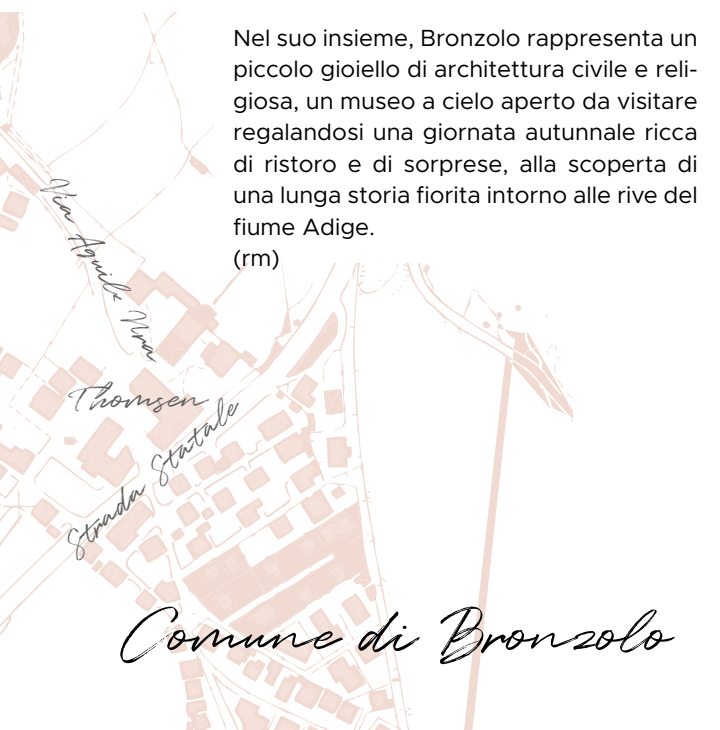 Nel suo insieme, Bronzolo rappresenta un
piccolo gioiello di architettura civile e reli-
giosa, un museo a cielo aperto da visitare
regalandosi una giornata autunnale ricca
di ristoro e di sorprese, alla scoperta di
una lunga storia fiorita intorno alle rive del
fiume Adige.
(rm)
Via Aquila Nra
Thomsen
Strada Statale
Comune di Bronzolo